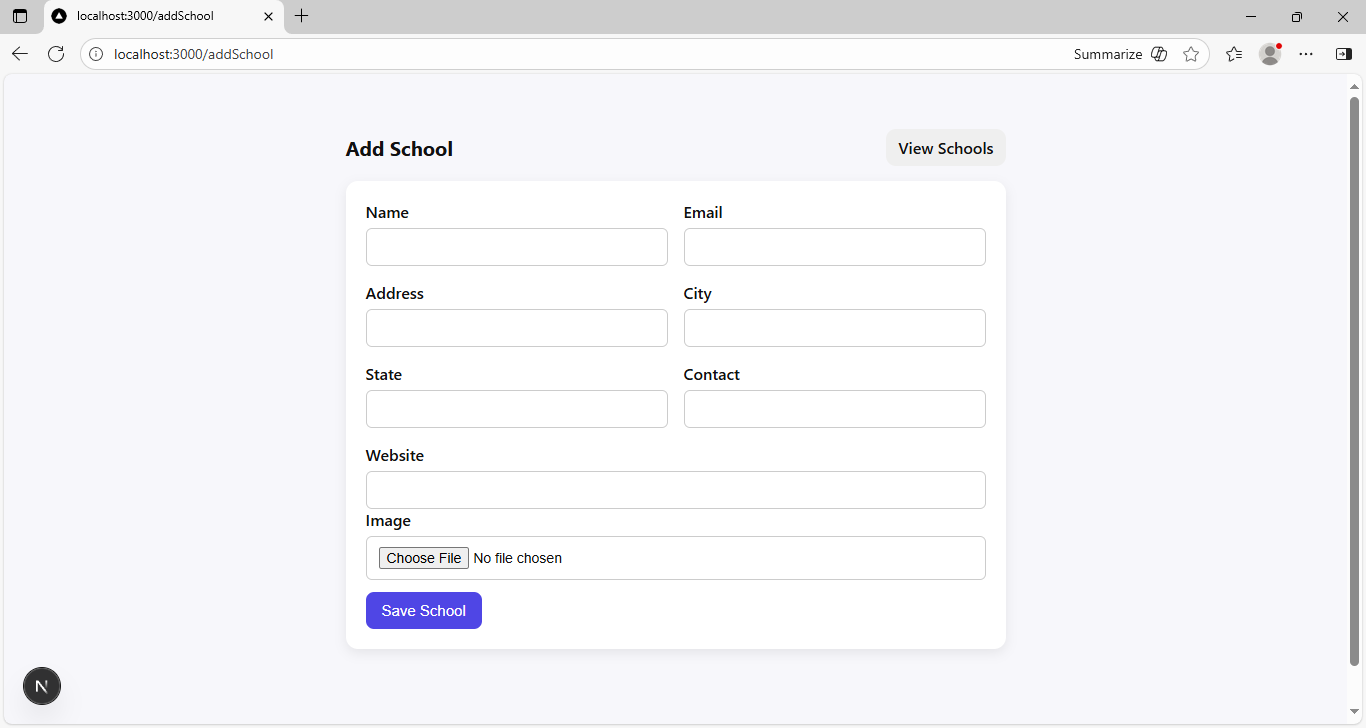 localhost:3000/addSchool
localhost:3000/addSchool Summarize
Add School View Schools
Name Email
Address City
State Contact
Website
Image
Choose File No file chosen
Save School
N